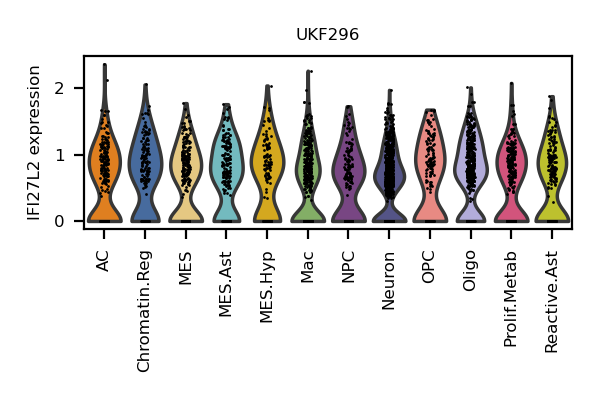 UKF296
IFI27L2 expression
2
1
0
AC
Chromatin.Reg
MES
MES.Ast
MES.Hyp
Mac
NPC
Neuron
OPC
Oligo
Prolif.Metab
Reactive.Ast